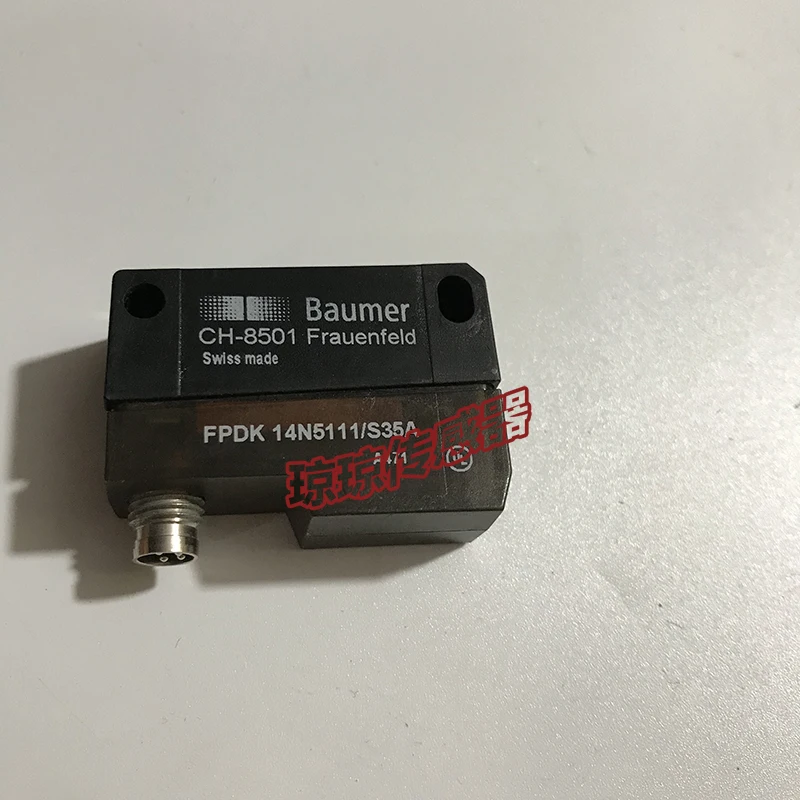 Baumer
CH-8501 Frauenfeld
Swiss made
FPDK 14N5111/S35A
琼琼传感器